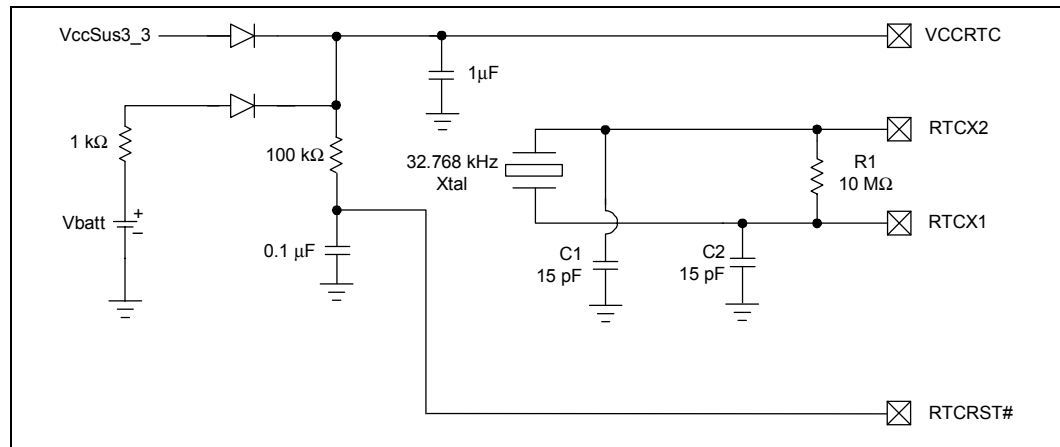 VccSus3_3
VCCRTC
1μF
1 kΩ
RTCX2
100 kΩ
32.768 kHz
Xtal
R1
10 MΩ
Vbatt
+
−
RTCX1
0.1 μF
C1
15 pF
C2
15 pF
RTCRST#